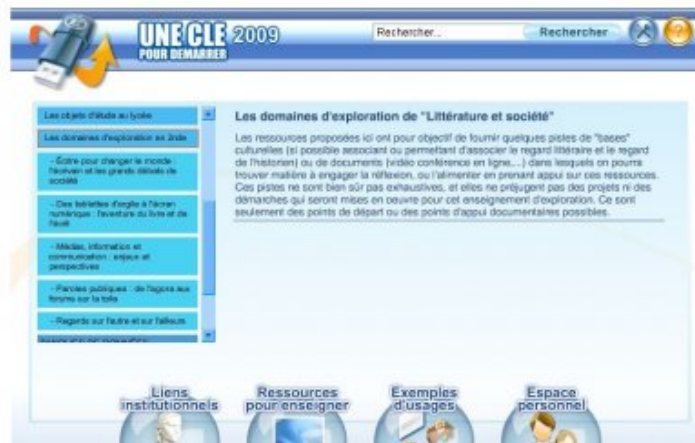 UNE CLE 2009
POUR DEMARRER
Rechercher...
Rechercher
Les objets d'étude au lycée
Les domaines d'exploration en 2nde
- Écrire pour changer le monde :
l'écrivain et les grands débats de
société
- Des tablettes d'argile à l'écran
numérique : l'aventure du livre et de
l'écrit
- Médias, information et
communication : enjeux et
perspectives
- Paroles publiques : de l'agora aux
forums sur la toile
- Regards sur l'autre et sur l'ailleurs
Les domaines d'exploration de "Littérature et société"
Les ressources proposées ici ont pour objectif de fournir quelques pistes de "bases"
culturelles (si possible associant ou permettant d'associer le regard littéraire et le regard
de l'historien) ou de documents (vidéo conférence en ligne,...) dans lesquels on pourra
trouver matière à engager la réflexion, ou l'alimenter en prenant appui sur ces ressources.
Ces pistes ne sont bien sûr pas exhaustives, et elles ne préjugent pas des projets ni des
démarches qui seront mises en oeuvre pour cet enseignement d'exploration. Ce sont
seulement des points de départ ou des points d'appui documentaires possibles.
Liens
institutionnels
Ressources
pour enseigner
Exemples
d'usages
Espace
personnel